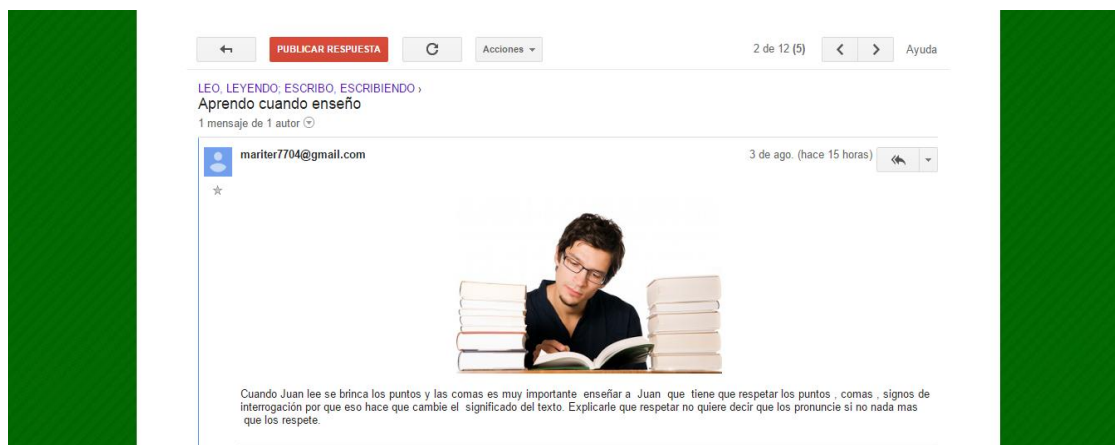 PUBLICAR RESPUESTA
Acciones
2 de 12 (5)
Ayuda
LEO, LEYENDO; ESCRIBO, ESCRIBIENDO ›
Aprendo cuando enseño
1 mensaje de 1 autor
mariter7704@gmail.com
3 de ago. (hace 15 horas)
Cuando Juan lee se brinca los puntos y las comas es muy importante enseñar a Juan que tiene que respetar los puntos , comas , signos de
interrogación por que eso hace que cambie el significado del texto. Explicarle que respetar no quiere decir que los pronuncie si no nada mas
que los respete.